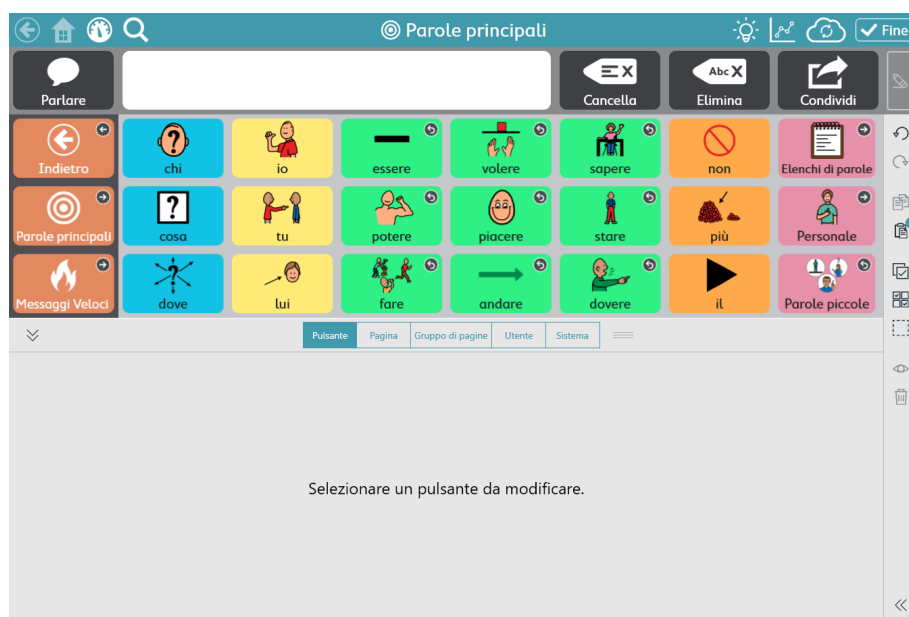 Parole principali
Fine
Parlare
Cancella
Abc X
Elimina
Condividi
Indietro
? chi
io
essere
volere
sapere
non
Elenchi di parole
Parole principali
? cosa
tu
potere
piacere
stare
più
Personale
Messaggi Veloci
? dove
lui
fare
andare
dovere
il
Parole piccole
Pulsante Pagina Gruppo di pagine Utente Sistema
Selezionare un pulsante da modificare.